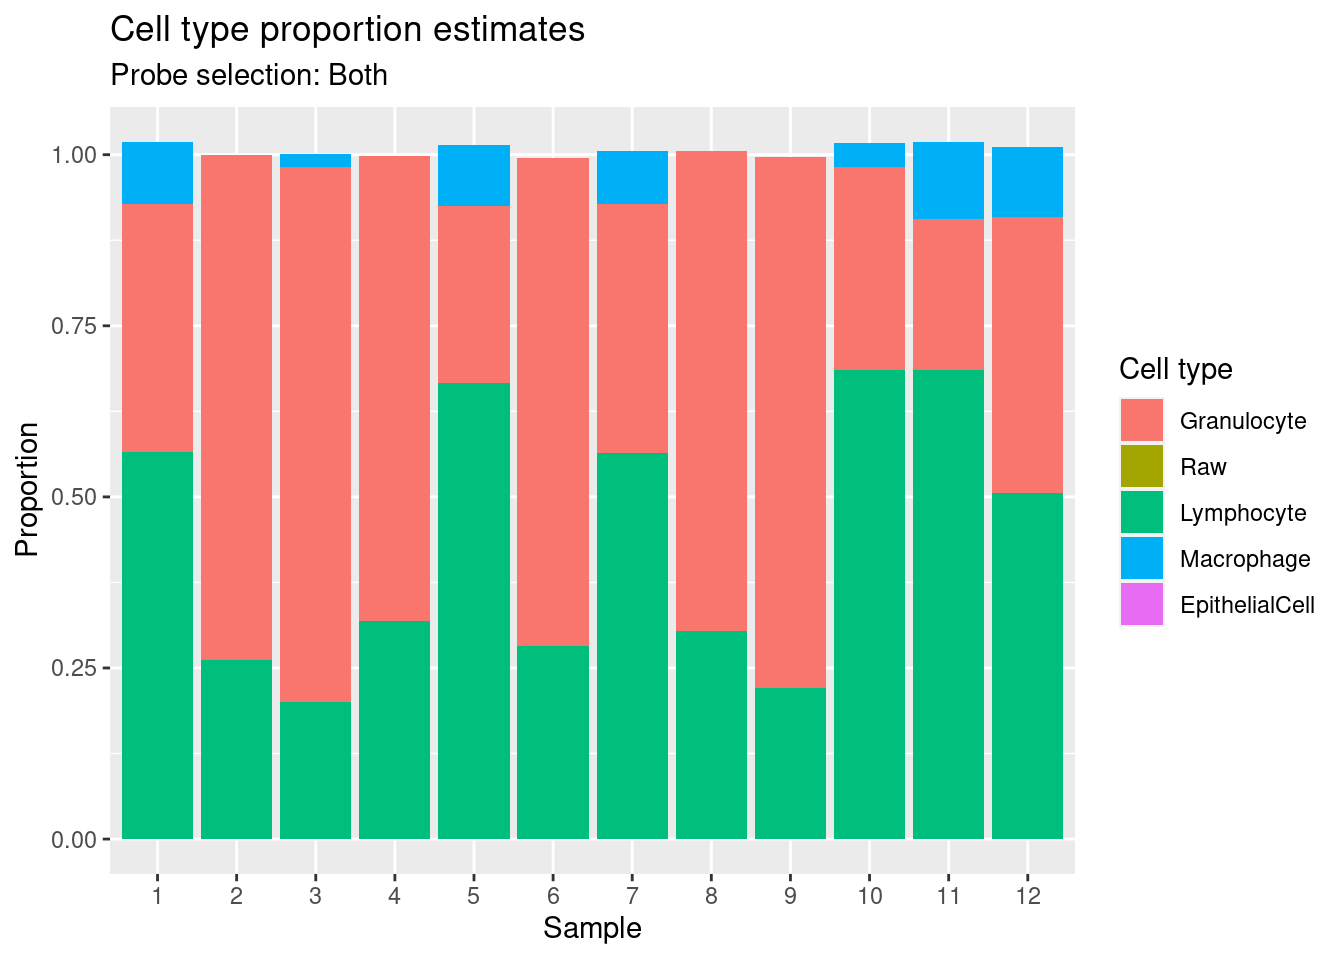 Cell type proportion estimates
Probe selection: Both
1.00
0.75
0.50
0.25
0.00
Proportion
1 2 3 4 5 6 7 8 9 10 11 12
Sample
Cell type
Granulocyte
Raw
Lymphocyte
Macrophage
EpithelialCell